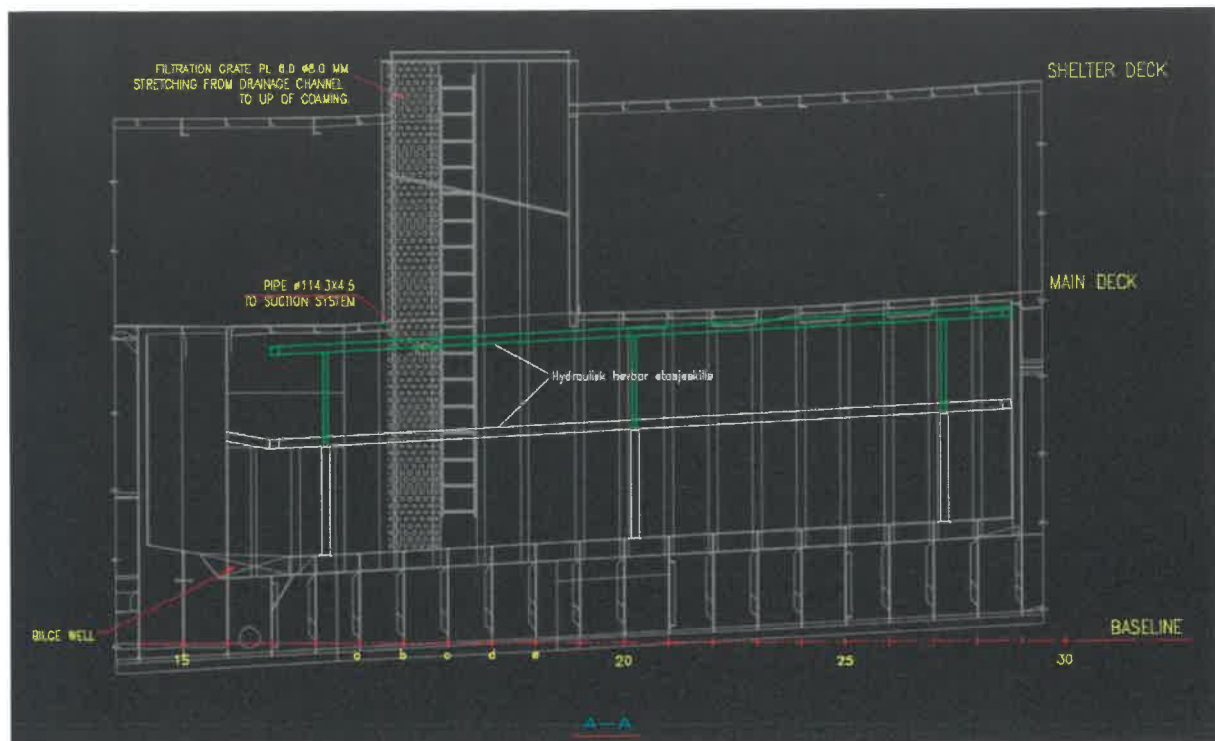 FILTRATION GRATE PL 6.0 ø8.0 MM
STRETCHING FROM DRAINAGE CHANNEL
TO UP OF COAMING.
SHELTER DECK
PIPE ø114.3X4.5
TO SUCTION SYSTEM
MAIN DECK
Hydraulisk hevbar etasjeskille
BILGE WELL
BASELINE
15
a
b
c
d
e
20
25
30
A-A